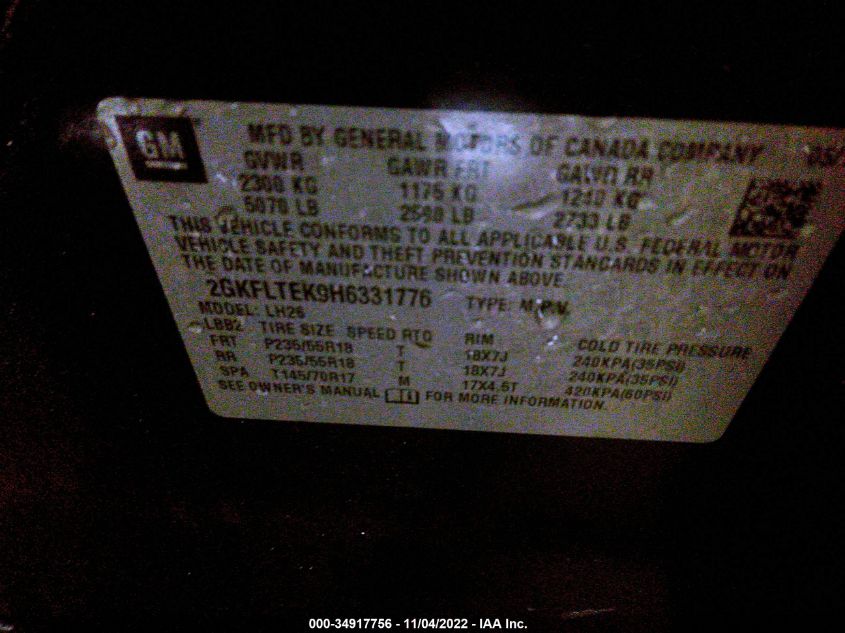 GM
MFD BY GENERAL MOTORS OF CANADA COMPANY 05/
GVWR GAWR FRT GAWR RR
2300 KG 1175 KG 1240 KG
5070 LB 2590 LB 2733 LB
THIS VEHICLE CONFORMS TO ALL APPLICABLE U.S. FEDERAL MOTOR
VEHICLE SAFETY AND THEFT PREVENTION STANDARDS IN EFFECT ON
THE DATE OF MANUFACTURE SHOWN ABOVE.
2GKFLTEK9H6331776 TYPE: M.P.V.
MODEL: LH26
LBB2 TIRE SIZE SPEED RTG RIM COLD TIRE PRESSURE
FRT P235/55R18 T 18X7J 240KPA(35PSI)
RR P235/55R18 T 18X7J 240KPA(35PSI)
SPA T145/70R17 M 17X4.5T 420KPA(60PSI)
SEE OWNER'S MANUAL FOR MORE INFORMATION.
000-34917756 - 11/04/2022 - IAA Inc.